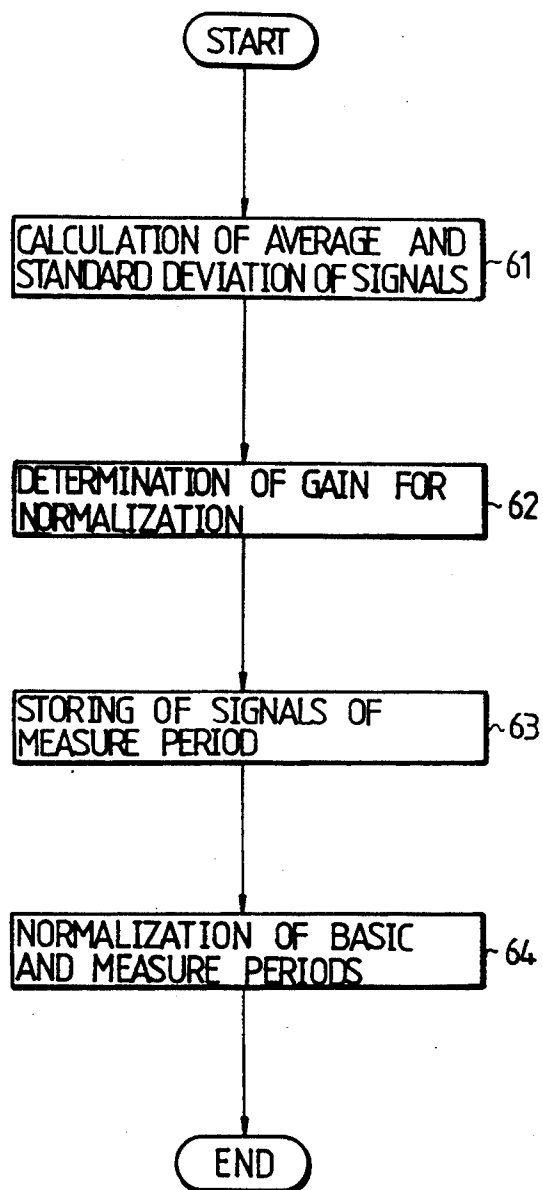 START
CALCULATION OF AVERAGE AND
STANDARD DEVIATION OF SIGNALS
61
DETERMINATION OF GAIN FOR
NORMALIZATION
62
STORING OF SIGNALS OF
MEASURE PERIOD
63
NORMALIZATION OF BASIC
AND MEASURE PERIODS
64
END